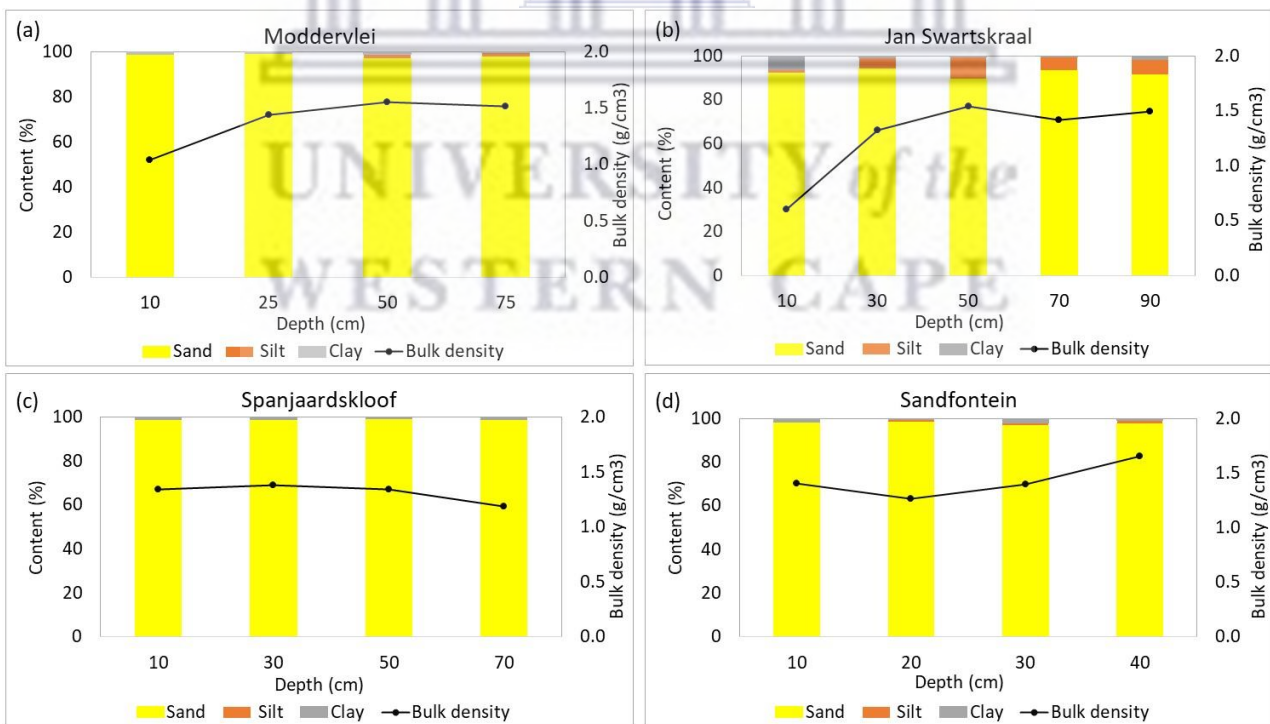 (a)
Moddervlei
Content (%)
100
80
60
40
20
0
2.0
1.5
1.0
0.5
0.0
Bulk density (g/cm3)
10 25 50 75
Depth (cm)
Sand Silt Clay Bulk density
(b)
Jan Swartskraal
Content (%)
100
80
60
40
20
0
2.0
1.5
1.0
0.5
0.0
Bulk density (g/cm3)
10 30 50 70 90
Depth (cm)
Sand Silt Clay Bulk density
UNIVERSITY of the
WESTERN CAPE
(c)
Spanjaardskloof
Content (%)
100
80
60
40
20
0
2.0
1.5
1.0
0.5
0.0
Bulk density (g/cm3)
10 30 50 70
Depth (cm)
Sand Silt Clay Bulk density
(d)
Sandfontein
Content (%)
100
80
60
40
20
0
2.0
1.5
1.0
0.5
0.0
Bulk density (g/cm3)
10 20 30 40
Depth (cm)
Sand Silt Clay Bulk density